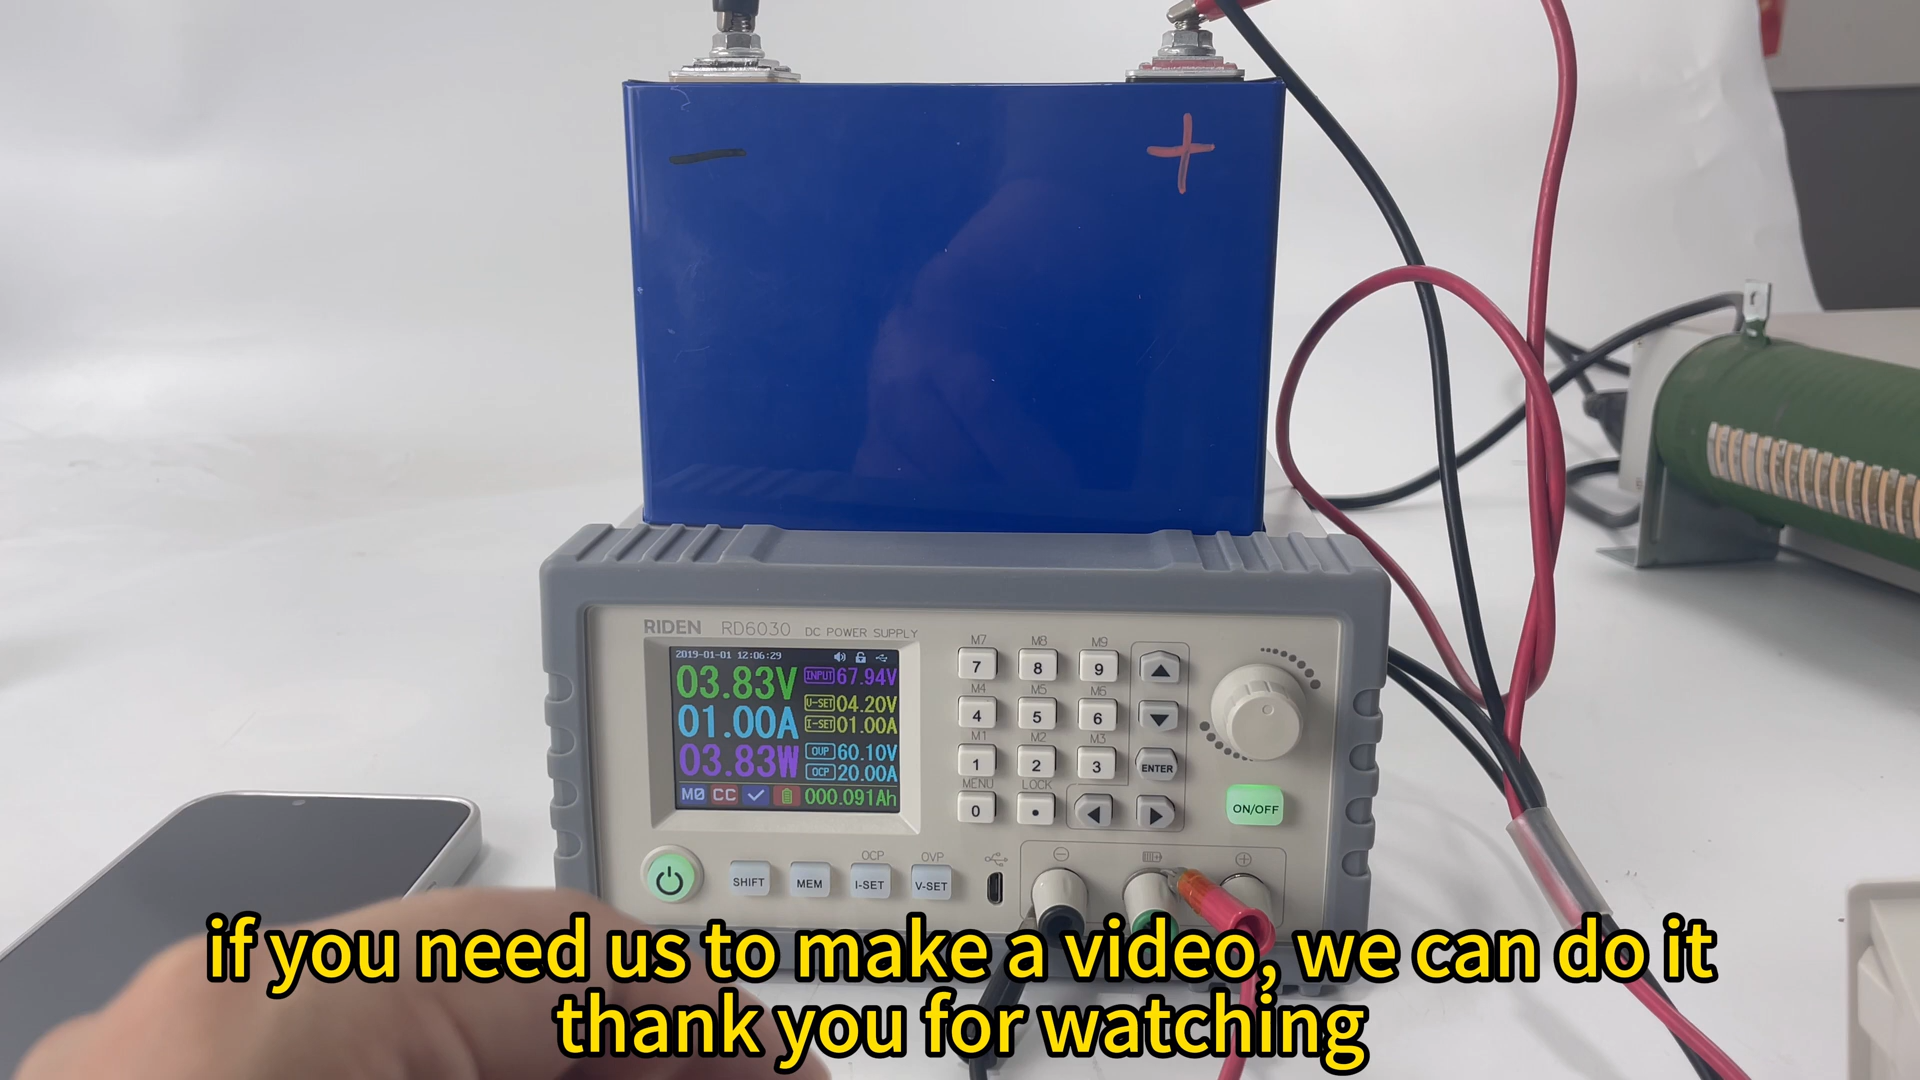 − +
RIDEN RD6030 DC POWER SUPPLY
2019-01-01 12:06:29
03.83V
01.00A
03.83W
INPUT 67.94V
V-SET 04.20V
I-SET 01.00A
OVP 60.10V
OCP 20.00A
M0 CC 000.091Ah
M7 M8 M9
7 8 9
M4 M5 M6
4 5 6
M1 M2 M3
1 2 3 ENTER
MENU LOCK
0 .
ON/OFF
OCP OVP
SHIFT MEM I-SET V-SET
if you need us to make a video, we can do it
thank you for watching